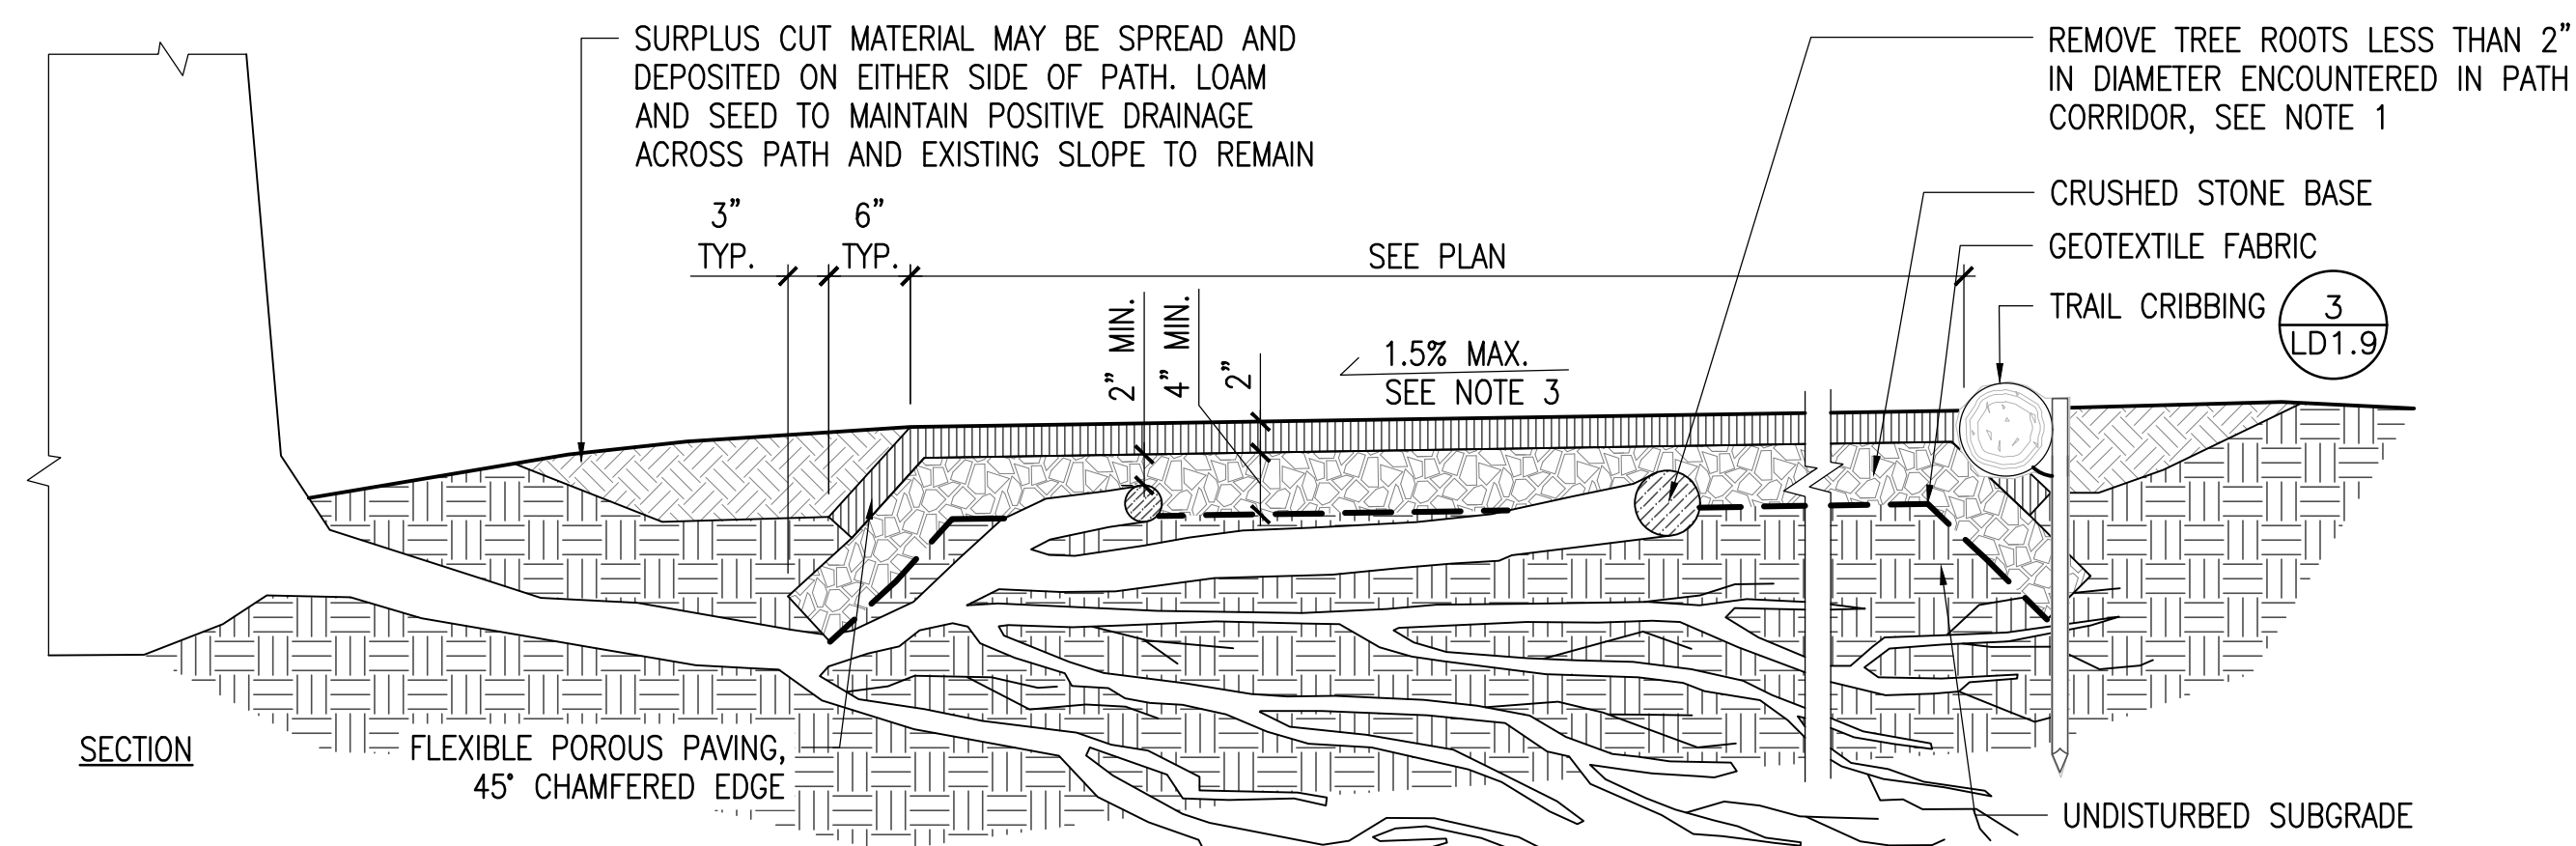 SURPLUS CUT MATERIAL MAY BE SPREAD AND
DEPOSITED ON EITHER SIDE OF PATH. LOAM
AND SEED TO MAINTAIN POSITIVE DRAINAGE
ACROSS PATH AND EXISTING SLOPE TO REMAIN
REMOVE TREE ROOTS LESS THAN 2"
IN DIAMETER ENCOUNTERED IN PATH
CORRIDOR, SEE NOTE 1
CRUSHED STONE BASE
GEOTEXTILE FABRIC
TRAIL CRIBBING
3
LD1.9
3"
TYP.
6"
TYP.
SEE PLAN
2" MIN.
4" MIN.
2"
1.5% MAX.
SEE NOTE 3
SECTION
FLEXIBLE POROUS PAVING,
45° CHAMFERED EDGE
UNDISTURBED SUBGRADE